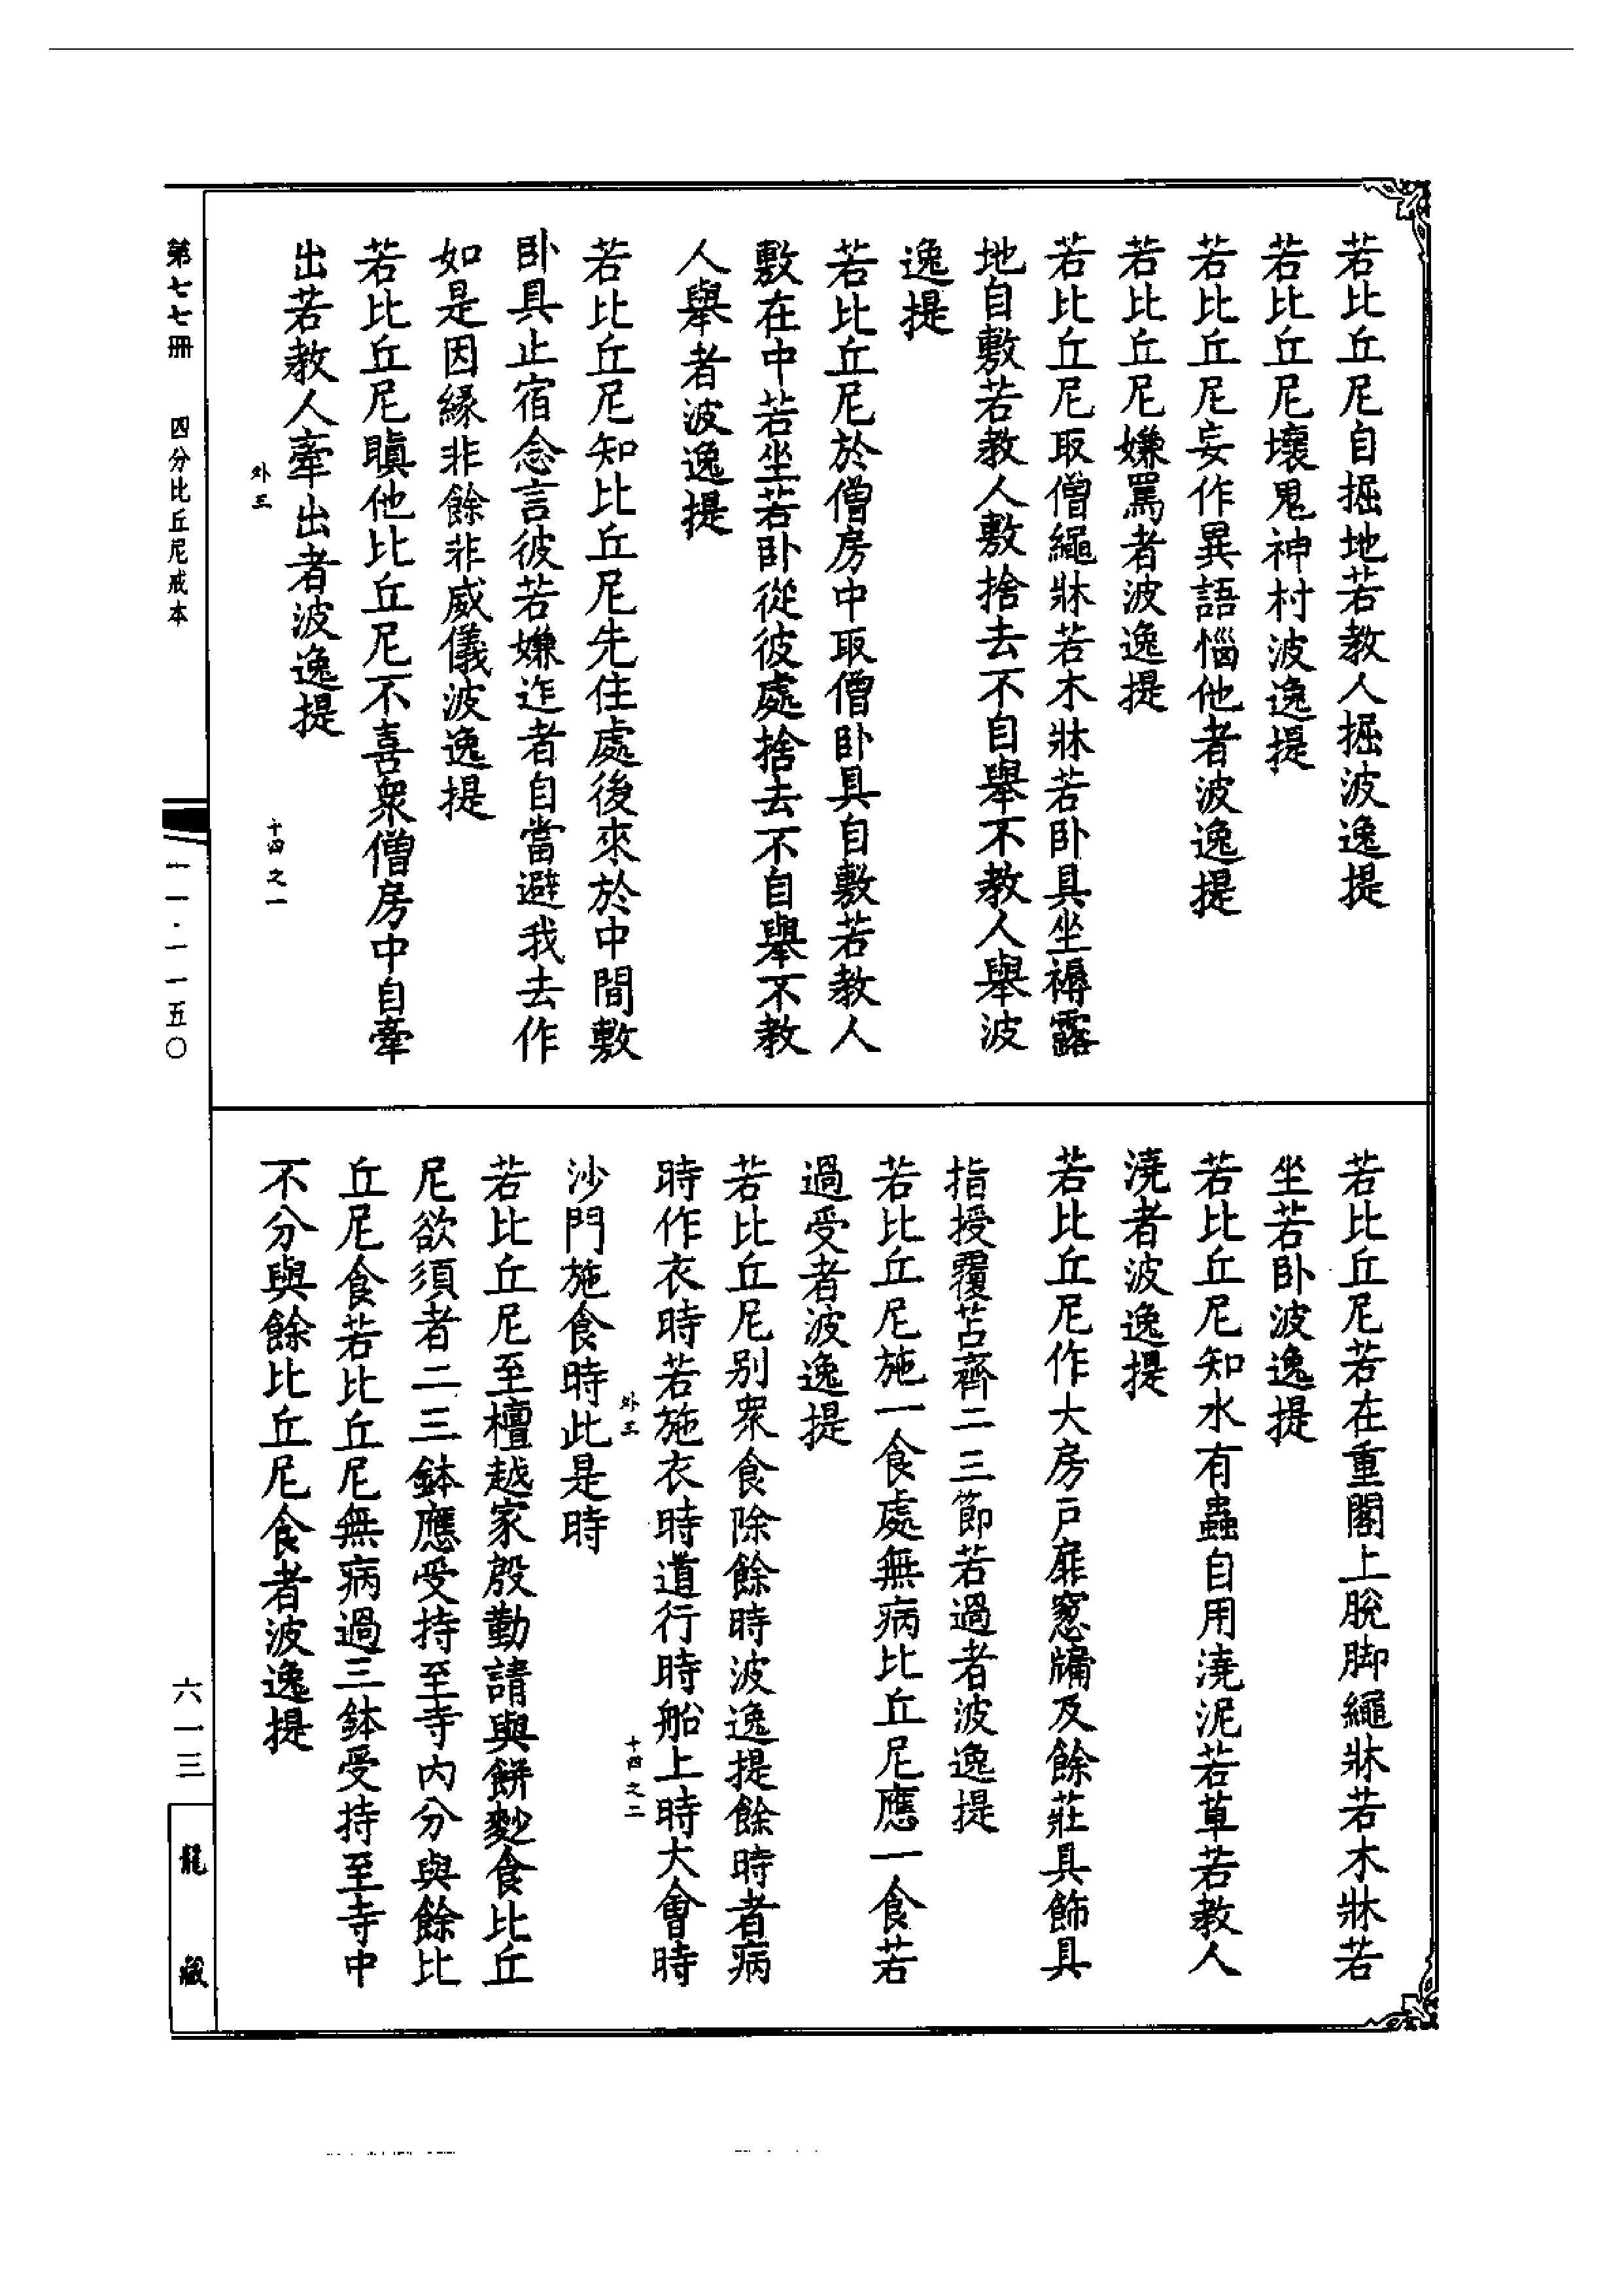 若比丘尼自掘地若教人掘波逸提
若比丘尼壞鬼神村波逸提
若比丘尼妄作異語惱他者波逸提
若比丘尼嫌罵者波逸提
若比丘尼取僧繩牀若木牀若卧具坐褥露
地自敷若教人敷捨去不自舉不教人舉波
逸提
若比丘尼於僧房中取僧卧具自敷若教人
敷在中若坐若卧從彼處捨去不自舉不教
人舉者波逸提
若比丘尼知比丘尼先住處後來於中間敷
卧具止宿念言彼若嫌迮者自當避我去作
如是因緣非餘非威儀波逸提
若比丘尼瞋他比丘尼不喜衆僧房中自牽
出若教人牽出者波逸提
外三
十四之一
若比丘尼若在重閣上脫脚繩牀若木牀若
坐若卧波逸提
若比丘尼知水有蟲自用澆泥若草若教人
澆者波逸提
若比丘尼作大房戶扉窓牖及餘莊具飾具
指授覆苫齊二三節若過者波逸提
若比丘尼施一食處無病比丘尼應一食若
過受者波逸提
若比丘尼别衆食除餘時波逸提餘時者病
時作衣時若施衣時道行時船上時大會時
外三
十四之二
沙門施食時此是時
若比丘尼至檀越家殷勤請與餅麨食比丘
尼欲須者二三鉢應受持至寺內分與餘比
丘尼食若比丘尼無病過三鉢受持至寺中
不分與餘比丘尼食者波逸提
第七七冊
四分比丘尼戒本
一一·一一五〇
六一三
龍藏